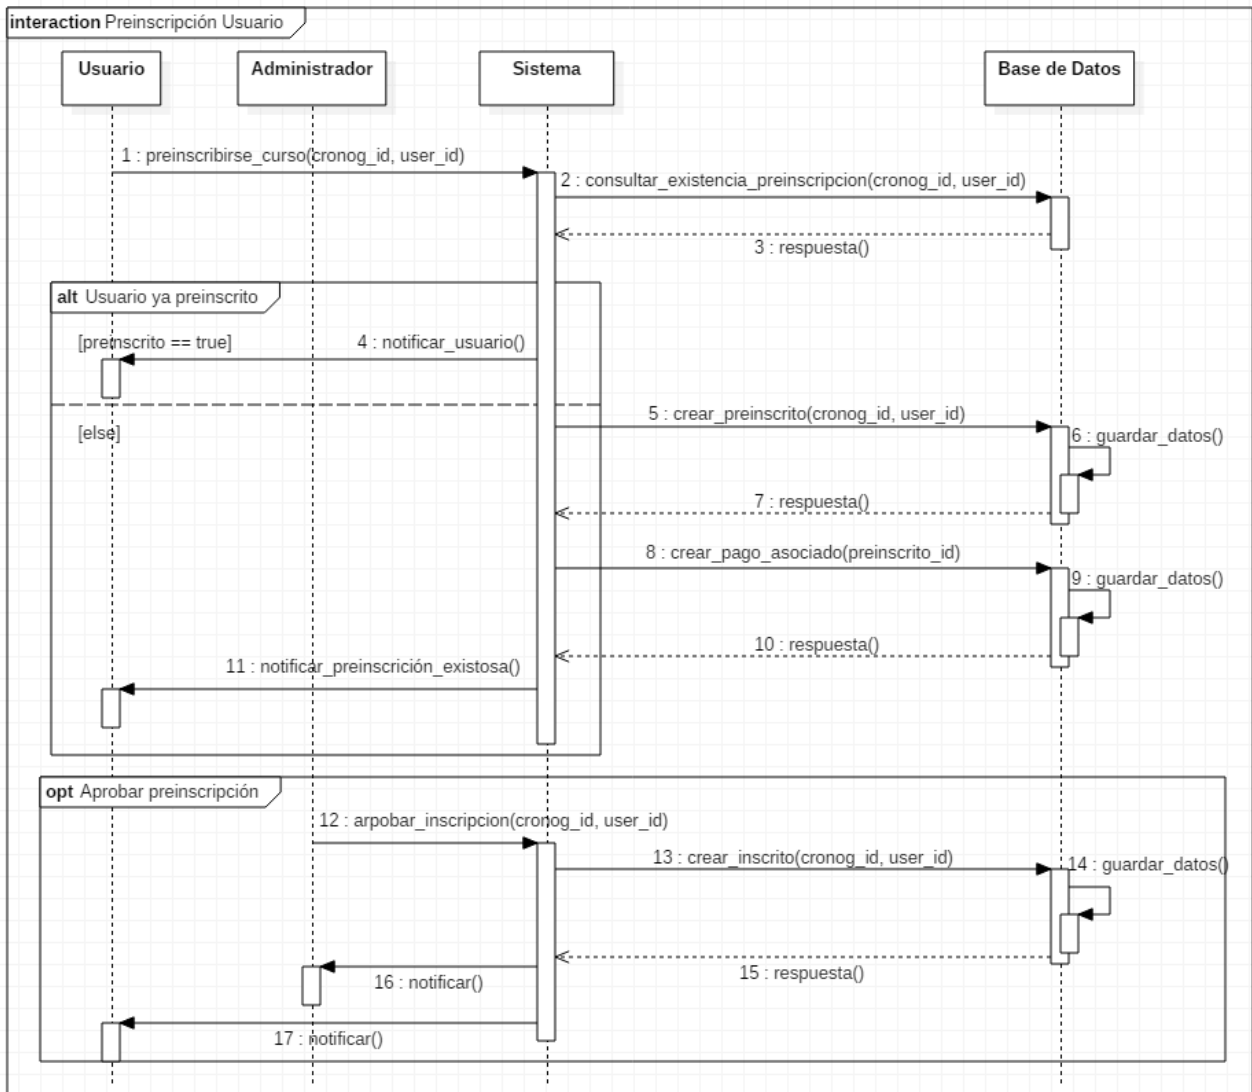 interaction Preinscripción Usuario
Usuario
Administrador
Sistema
Base de Datos
1 : preinscribirse_curso(cronog_id, user_id)
2 : consultar_existencia_preinscripcion(cronog_id, user_id)
3 : respuesta()
alt Usuario ya preinscrito
[preinscrito == true]
4 : notificar_usuario()
[else]
5 : crear_preinscrito(cronog_id, user_id)
6 : guardar_datos()
7 : respuesta()
8 : crear_pago_asociado(preinscrito_id)
9 : guardar_datos()
10 : respuesta()
11 : notificar_preinscrición_existosa()
opt Aprobar preinscripción
12 : arpobar_inscripcion(cronog_id, user_id)
13 : crear_inscrito(cronog_id, user_id)
14 : guardar_datos()
15 : respuesta()
16 : notificar()
17 : notificar()